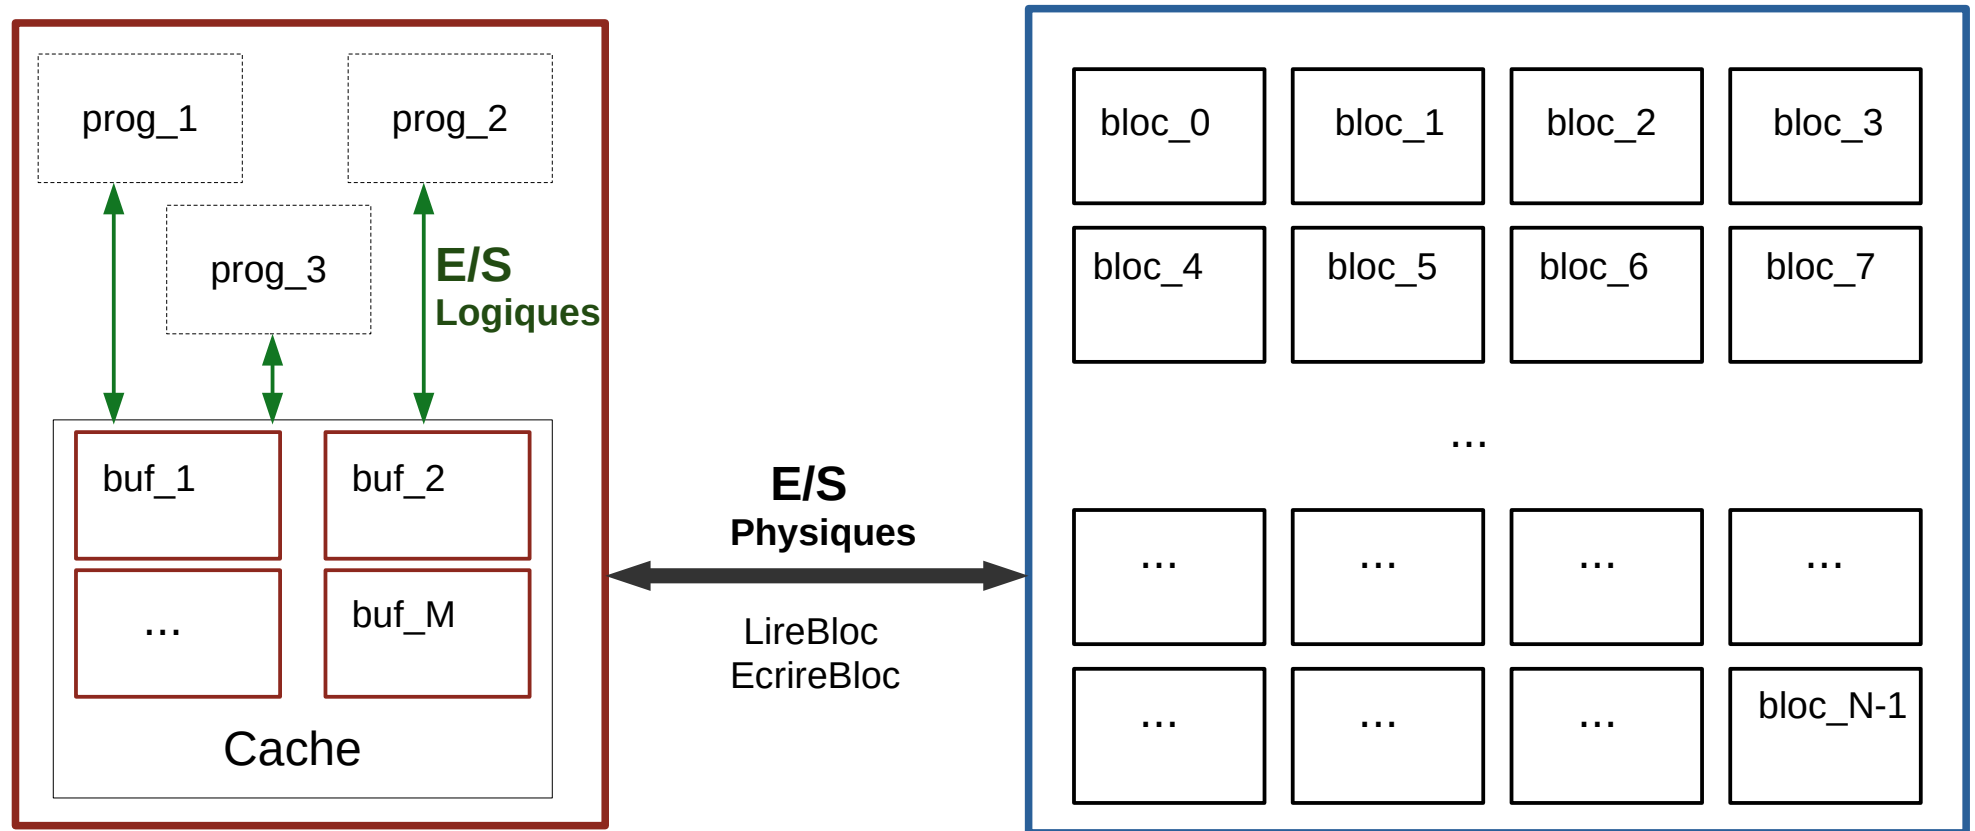 prog_1
prog_2
prog_3
E/S
Logiques
buf_1
buf_2
...
buf_M
Cache
E/S
Physiques
LireBloc
EcrireBloc
bloc_0
bloc_1
bloc_2
bloc_3
bloc_4
bloc_5
bloc_6
bloc_7
...
...
...
...
...
...
...
...
bloc_N-1